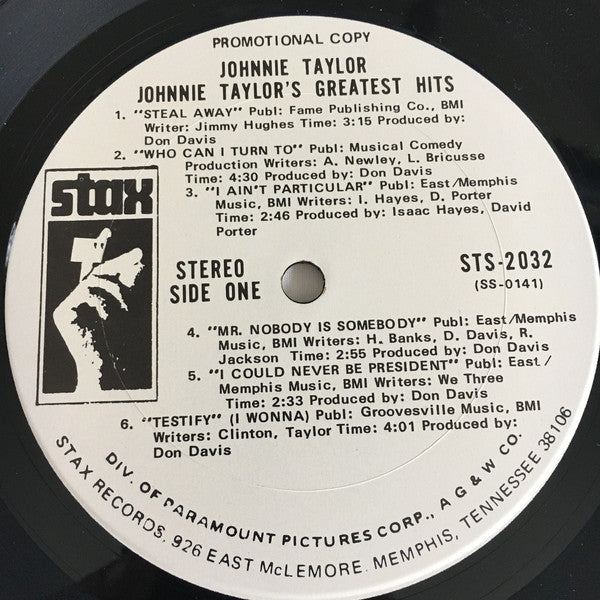 PROMOTIONAL COPY
JOHNNIE TAYLOR
JOHNNIE TAYLOR'S GREATEST HITS
1. "STEAL AWAY" Publ: Fame Publishing Co., BMI
Writer: Jimmy Hughes Time: 3:15 Produced by:
Don Davis
2. "WHO CAN I TURN TO" Publ: Musical Comedy
Production Writers: A. Newley, L. Bricusse
Time: 4:30 Produced by: Don Davis
3. "I AIN'T PARTICULAR" Publ: East/Memphis
Music, BMI Writers: I. Hayes, D. Porter
Time: 2:46 Produced by: Isaac Hayes, David
Porter
stax
STEREO
SIDE ONE
STS-2032
(SS-0141)
4. "MR. NOBODY IS SOMEBODY" Publ: East/Memphis
Music, BMI Writers: H. Banks, D. Davis, R.
Jackson Time: 2:55 Produced by: Don Davis
5. "I COULD NEVER BE PRESIDENT" Publ: East/
Memphis Music, BMI Writers: We Three
Time: 2:33 Produced by: Don Davis
6. "TESTIFY" (I WONNA) Publ: Groovesville Music, BMI
Writers: Clinton, Taylor Time: 4:01 Produced by:
Don Davis
DIV. OF PARAMOUNT PICTURES CORP., A G & W CO.
STAX RECORDS, 926 EAST McLEMORE. MEMPHIS, TENNESSEE 38106